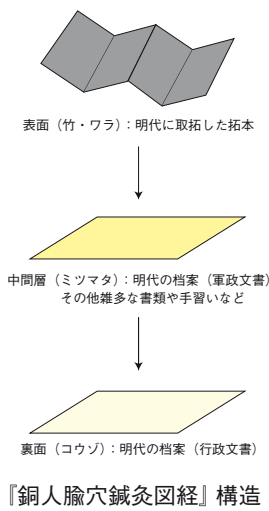 表面（竹・ワラ）：明代に取拓した拓本
中間層（ミツマタ）：明代の档案（軍政文書）
その他雑多な書類や手習いなど
裏面（コウゾ）：明代の档案（行政文書）
『銅人腧穴鍼灸図経』構造